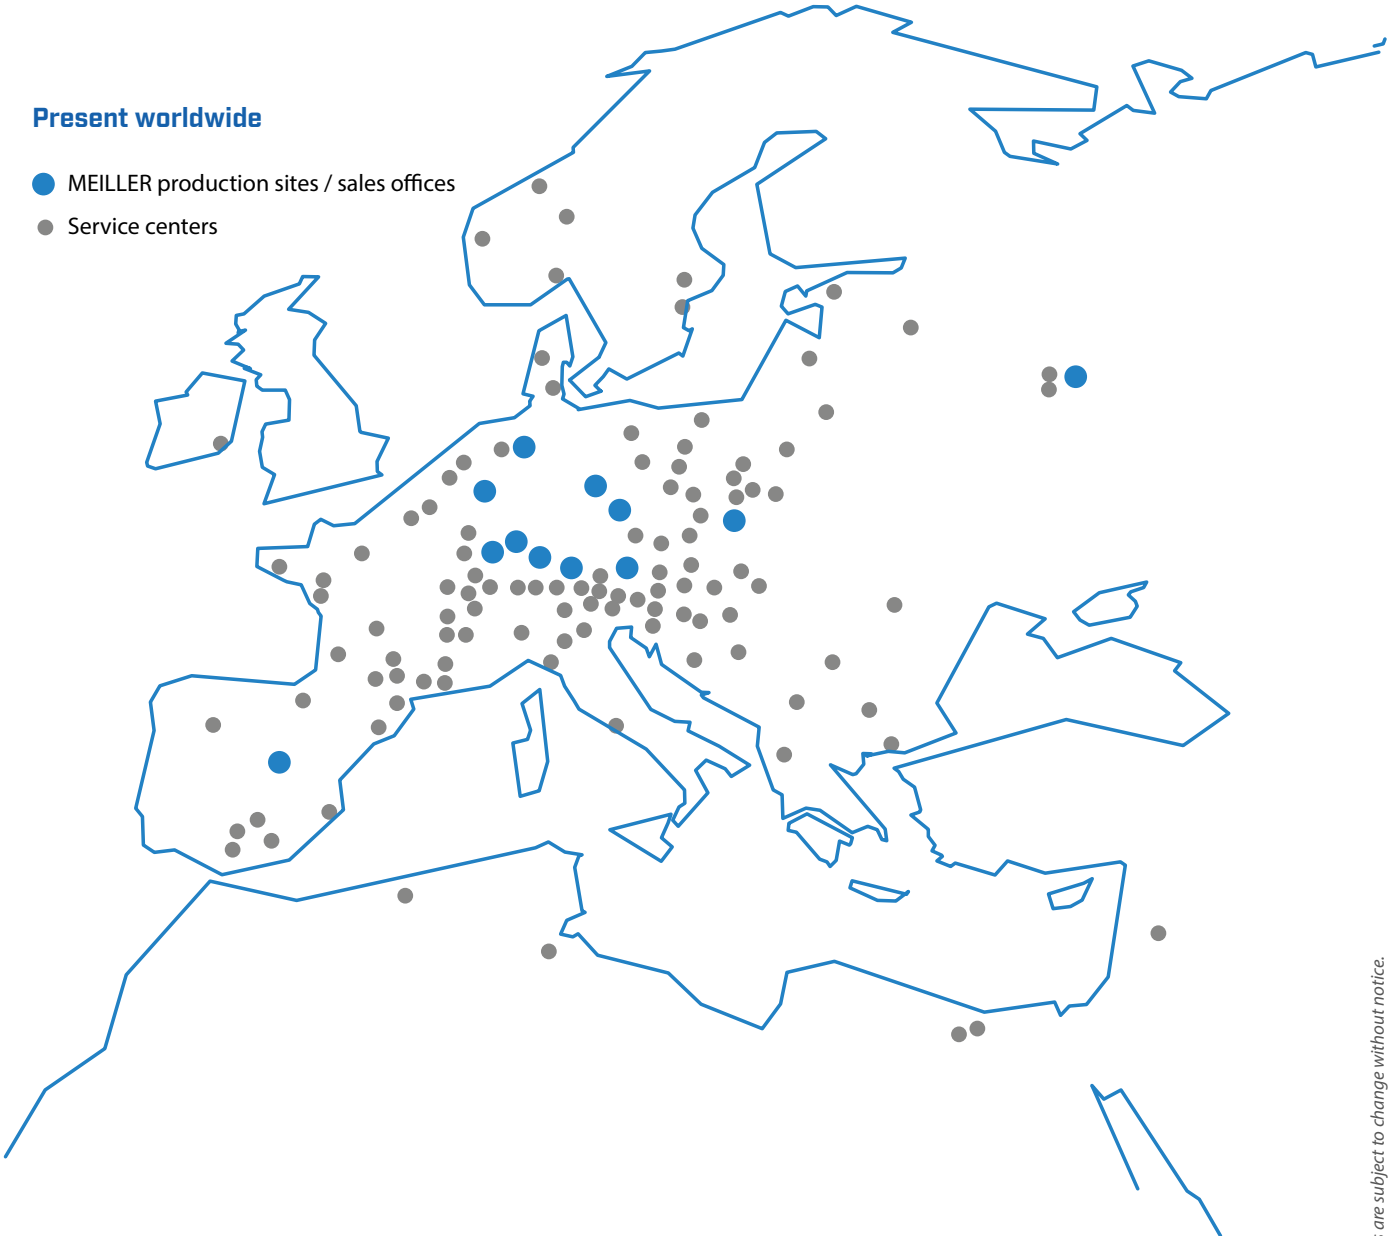 Present worldwide
MEILLER production sites / sales offices
Service centers
are subject to change without notice.